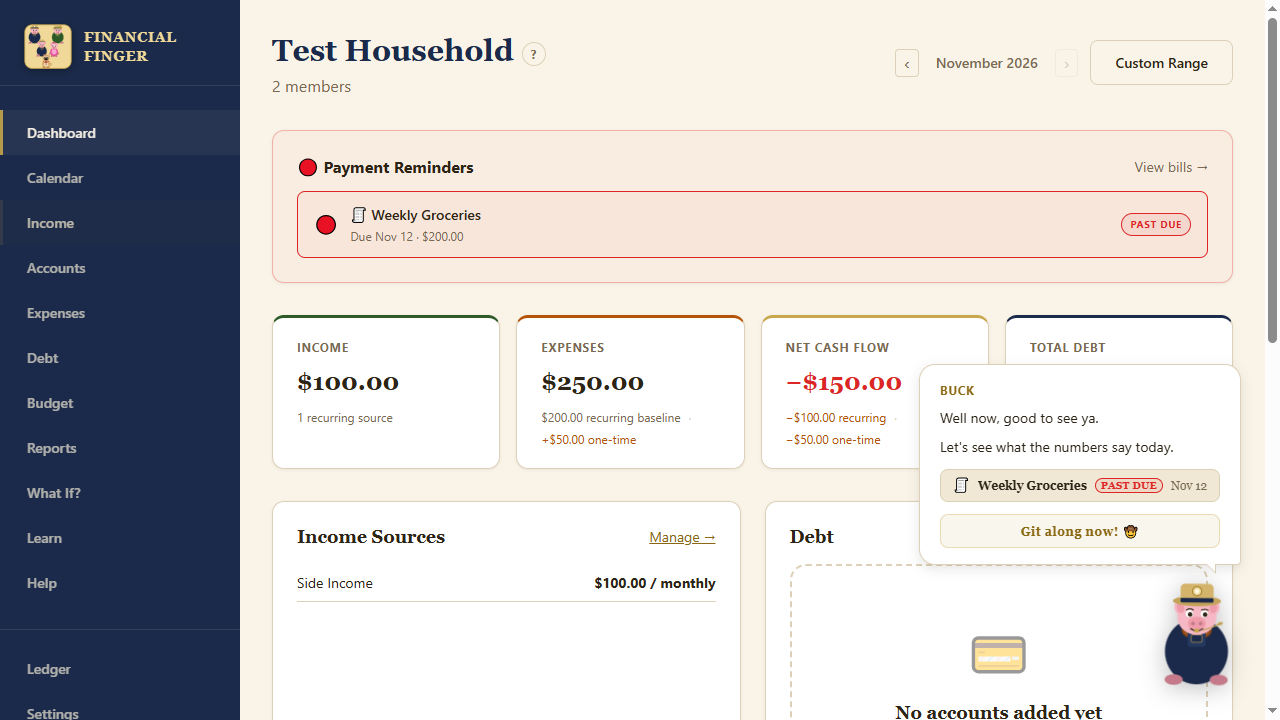 FINANCIAL
FINGER
Dashboard
Calendar
Income
Accounts
Expenses
Debt
Budget
Reports
What If?
Learn
Help
Ledger
Settings
Test Household ?
2 members
‹ November 2026 › Custom Range
Payment Reminders View bills →
Weekly Groceries
Due Nov 12 · $200.00
PAST DUE
INCOME
$100.00
1 recurring source
EXPENSES
$250.00
$200.00 recurring baseline ·
+$50.00 one-time
NET CASH FLOW
−$150.00
−$100.00 recurring ·
−$50.00 one-time
TOTAL DEBT
BUCK
Well now, good to see ya.
Let's see what the numbers say today.
Weekly Groceries PAST DUE Nov 12
Git along now! 🤠
Income Sources Manage →
Side Income $100.00 / monthly
Debt
No accounts added yet